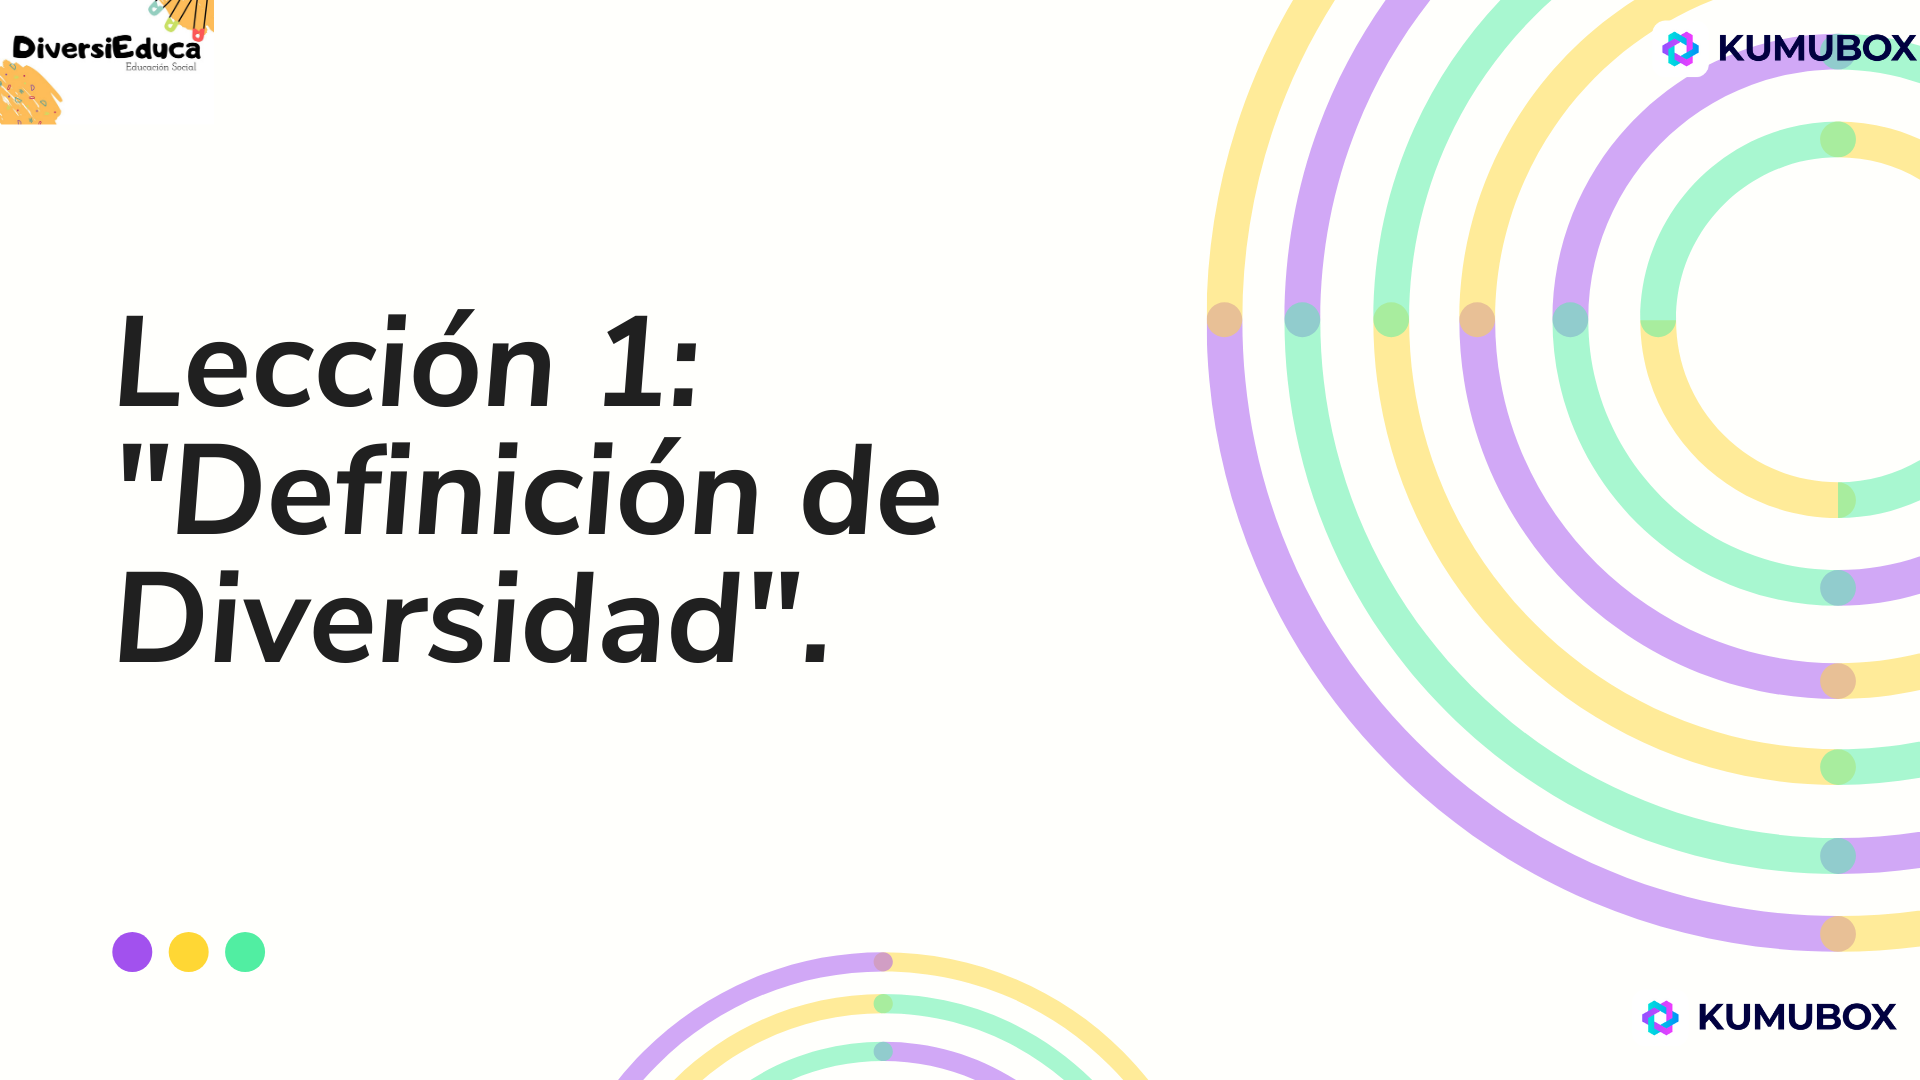 DiversiEduca
Educación Social
KUMUBOX
Lección 1:
"Definición de
Diversidad".
KUMUBOX